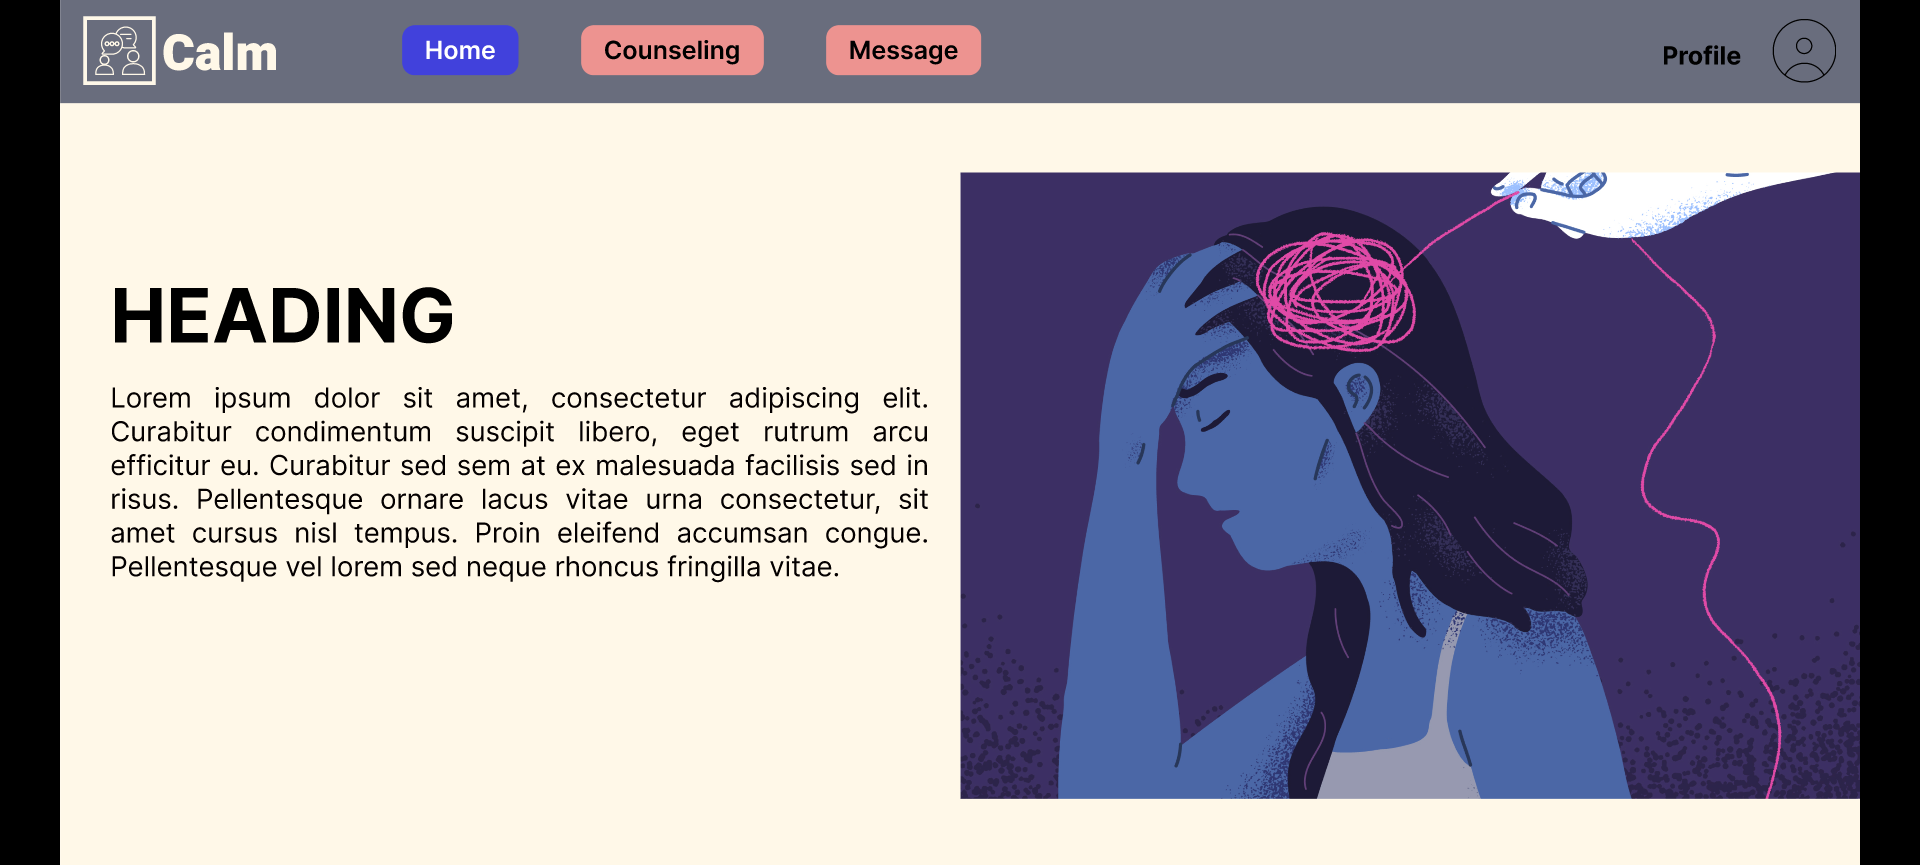 Calm
Home
Counseling
Message
Profile
HEADING
Lorem ipsum dolor sit amet, consectetur adipiscing elit.
Curabitur condimentum suscipit libero, eget rutrum arcu
efficitur eu. Curabitur sed sem at ex malesuada facilisis sed in
risus. Pellentesque ornare lacus vitae urna consectetur, sit
amet cursus nisl tempus. Proin eleifend accumsan congue.
Pellentesque vel lorem sed neque rhoncus fringilla vitae.